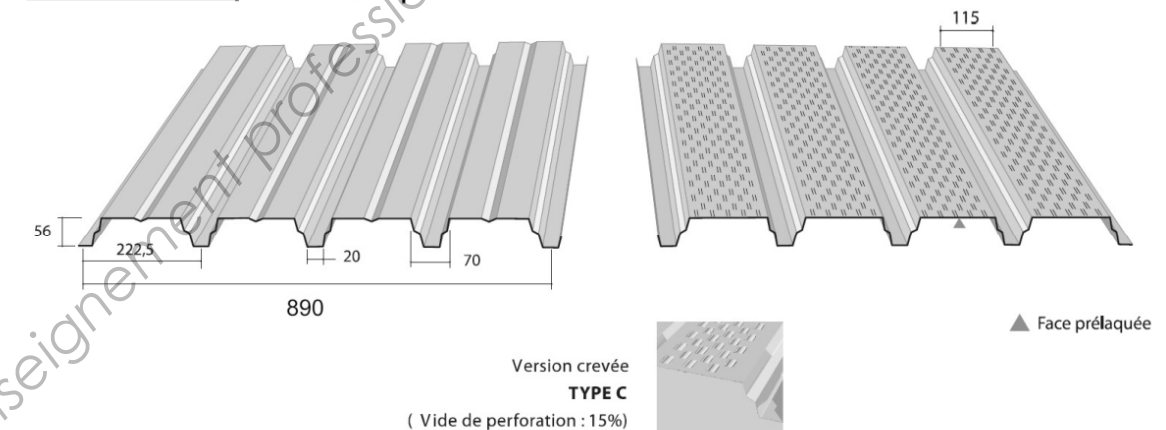 115
56
222,5
20
70
890
Face prélaquée
Version crevée
TYPE C
( Vide de perforation : 15%)